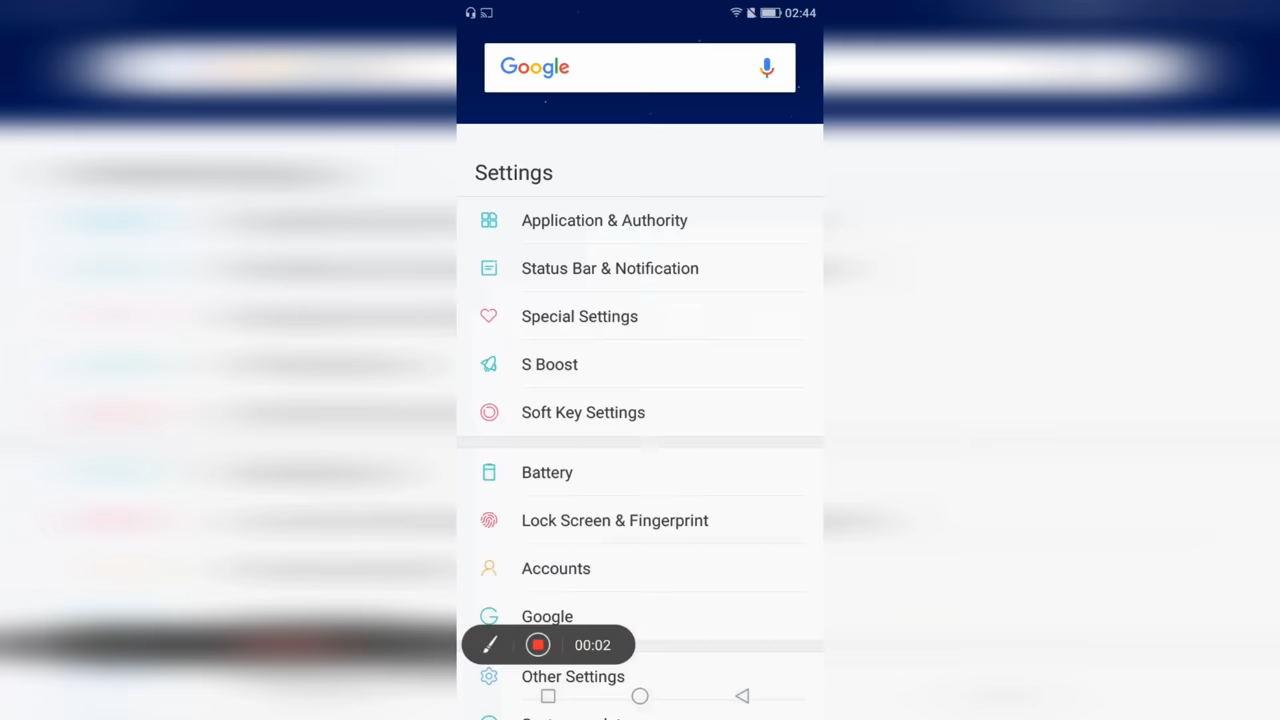 02:44
Google
Settings
Application & Authority
Status Bar & Notification
Special Settings
S Boost
Soft Key Settings
Battery
Lock Screen & Fingerprint
Accounts
Google
00:02
Other Settings